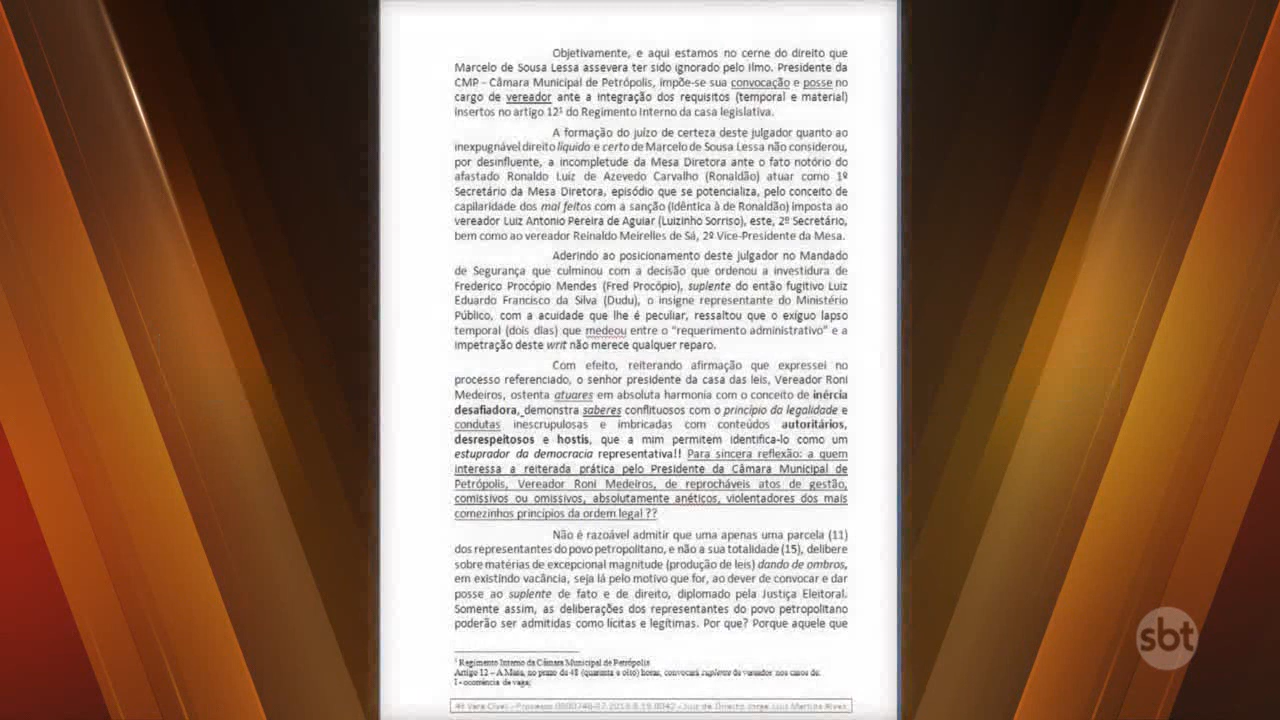 Objetivamente, e aqui estamos no cerne do direito que
Marcelo de Sousa Lessa assevera ter sido ignorado pelo Ilmo. Presidente da
CMP - Câmara Municipal de Petrópolis, impõe-se sua convocação e posse no
cargo de vereador ante a integração dos requisitos (temporal e material)
insertos no artigo 12¹ do Regimento Interno da casa legislativa.
A formação do juízo de certeza deste julgador quanto ao
inexpugnável direito líquido e certo de Marcelo de Sousa Lessa não considerou,
por desinfluente, a incompletude da Mesa Diretora ante o fato notório do
afastado Ronaldo Luiz de Azevedo Carvalho (Ronaldão) atuar como 1º
Secretário da Mesa Diretora, episódio que se potencializa, pelo conceito de
capilaridade dos mal feitos com a sanção (idêntica à de Ronaldão) imposta ao
vereador Luiz Antonio Pereira de Aguiar (Luizinho Sorriso), este, 2º Secretário,
bem como ao vereador Reinaldo Meirelles de Sá, 2º Vice-Presidente da Mesa.
Aderindo ao posicionamento deste julgador no Mandado
de Segurança que culminou com a decisão que ordenou a investidura de
Frederico Procópio Mendes (Fred Procópio), suplente do então fugitivo Luiz
Eduardo Francisco da Silva (Dudu), o insigne representante do Ministério
Público, com a acuidade que lhe é peculiar, ressaltou que o exíguo lapso
temporal (dois dias) que medeou entre o “requerimento administrativo” e a
impetração deste writ não merece qualquer reparo.
Com efeito, reiterando afirmação que expressei no
processo referenciado, o senhor presidente da casa das leis, Vereador Roni
Medeiros, ostenta atuares em absoluta harmonia com o conceito de inércia
desafiadora, demonstra saberes conflituosos com o princípio da legalidade e
condutas inescrupulosas e imbricadas com conteúdos autoritários,
desrespeitosos e hostis, que a mim permitem identifica-lo como um
estuprador da democracia representativa!! Para sincera reflexão: a quem
interessa a reiterada prática pelo Presidente da Câmara Municipal de
Petrópolis, Vereador Roni Medeiros, de reprocháveis atos de gestão,
comissivos ou omissivos, absolutamente anéticos, violentadores dos mais
comezinhos princípios da ordem legal ??
Não é razoável admitir que uma apenas uma parcela (11)
dos representantes do povo petropolitano, e não a sua totalidade (15), delibere
sobre matérias de excepcional magnitude (produção de leis) dando de ombros,
em existindo vacância, seja lá pelo motivo que for, ao dever de convocar e dar
posse ao suplente de fato e de direito, diplomado pela Justiça Eleitoral.
Somente assim, as deliberações dos representantes do povo petropolitano
poderão ser admitidas como lícitas e legítimas. Por que? Porque aquele que
¹ Regimento Interno da Câmara Municipal de Petrópolis
Artigo 12 – A Mesa, no prazo de 48 (quarenta e oito) horas, convocará suplente de vereador nos casos de:
I - ocorrência de vaga;
4ª Vara Cível - Processo - Juiz de Direito Jorge Luiz Martins Alves
sbt